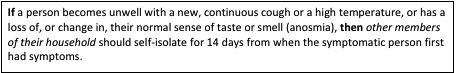 If a person becomes unwell with a new, continuous cough or a high temperature, or has a
loss of, or change in, their normal sense of taste or smell (anosmia), then other members
of their household should self-isolate for 14 days from when the symptomatic person first
had symptoms.